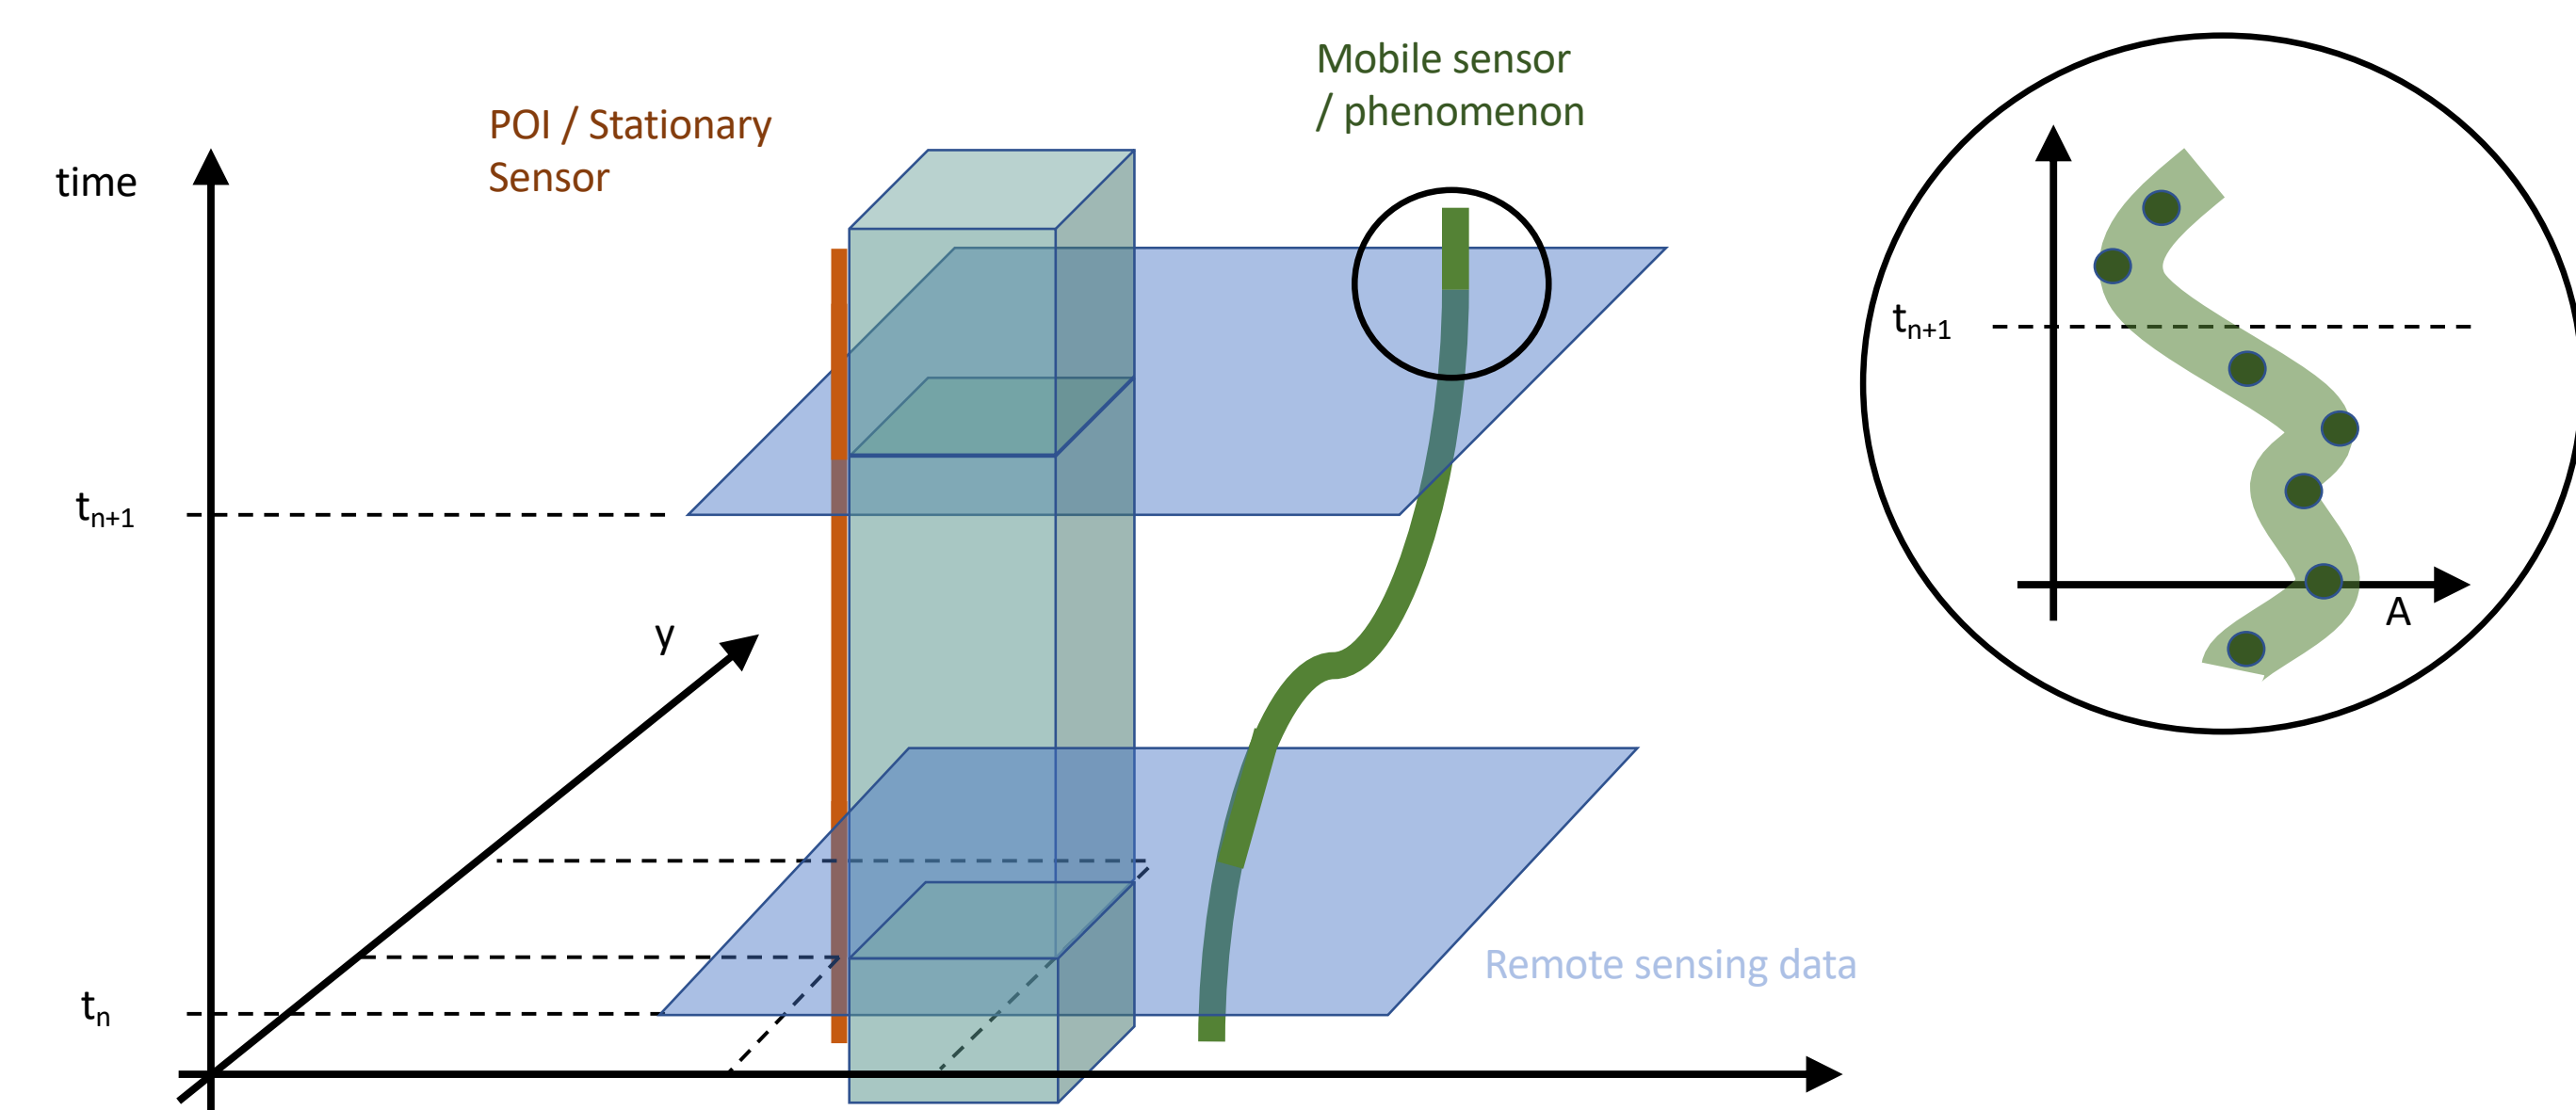 Mobile sensor
/ phenomenon
POI / Stationary
Sensor
time
tn+1
tn+1
y
A
Remote sensing data
tn